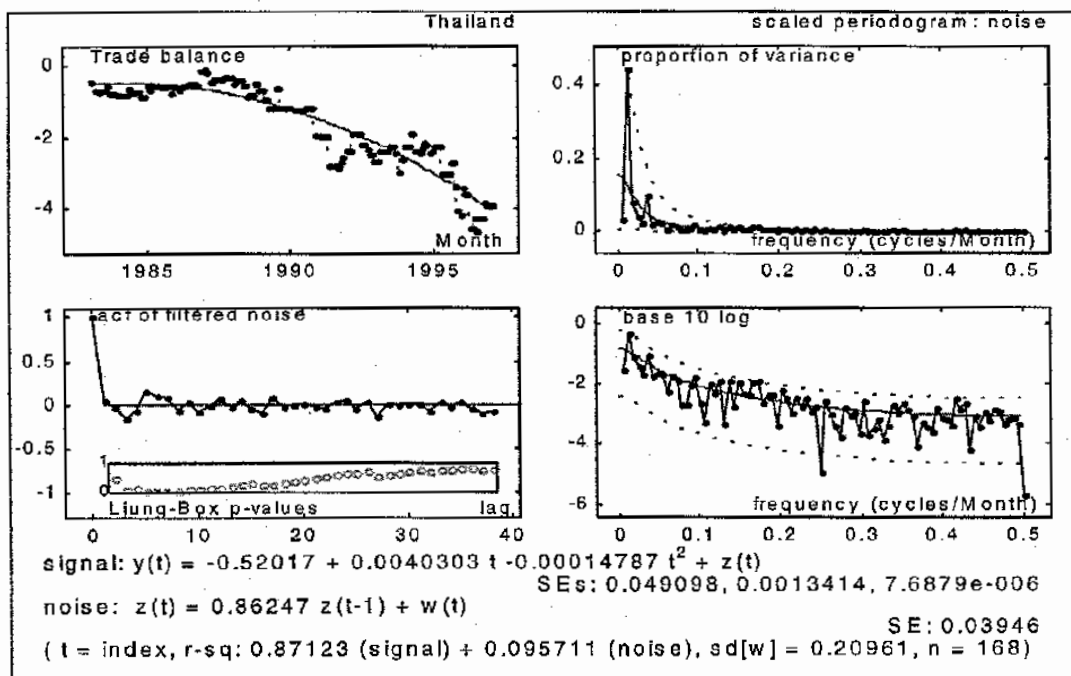 Thailand
scaled periodogram: noise
Trade balance
0
-2
-4
Month
1985 1990 1995
proportion of variance
0.4
0.2
0
frequency (cycles/Month)
0 0.1 0.2 0.3 0.4 0.5
acf of filtered noise
1
0.5
0
-0.5
-1
1
0
Ljung-Box p-values
lag
0 10 20 30 40
base 10 log
0
-2
-4
-6
frequency (cycles/Month)
0 0.1 0.2 0.3 0.4 0.5
signal: y(t) = -0.52017 + 0.0040303 t -0.00014787 t² + z(t)
SEs: 0.049098, 0.0013414, 7.6879e-006
noise: z(t) = 0.86247 z(t-1) + w(t)
SE: 0.03946
( t = index, r-sq: 0.87123 (signal) + 0.095711 (noise), sd[w] = 0.20961, n = 168)